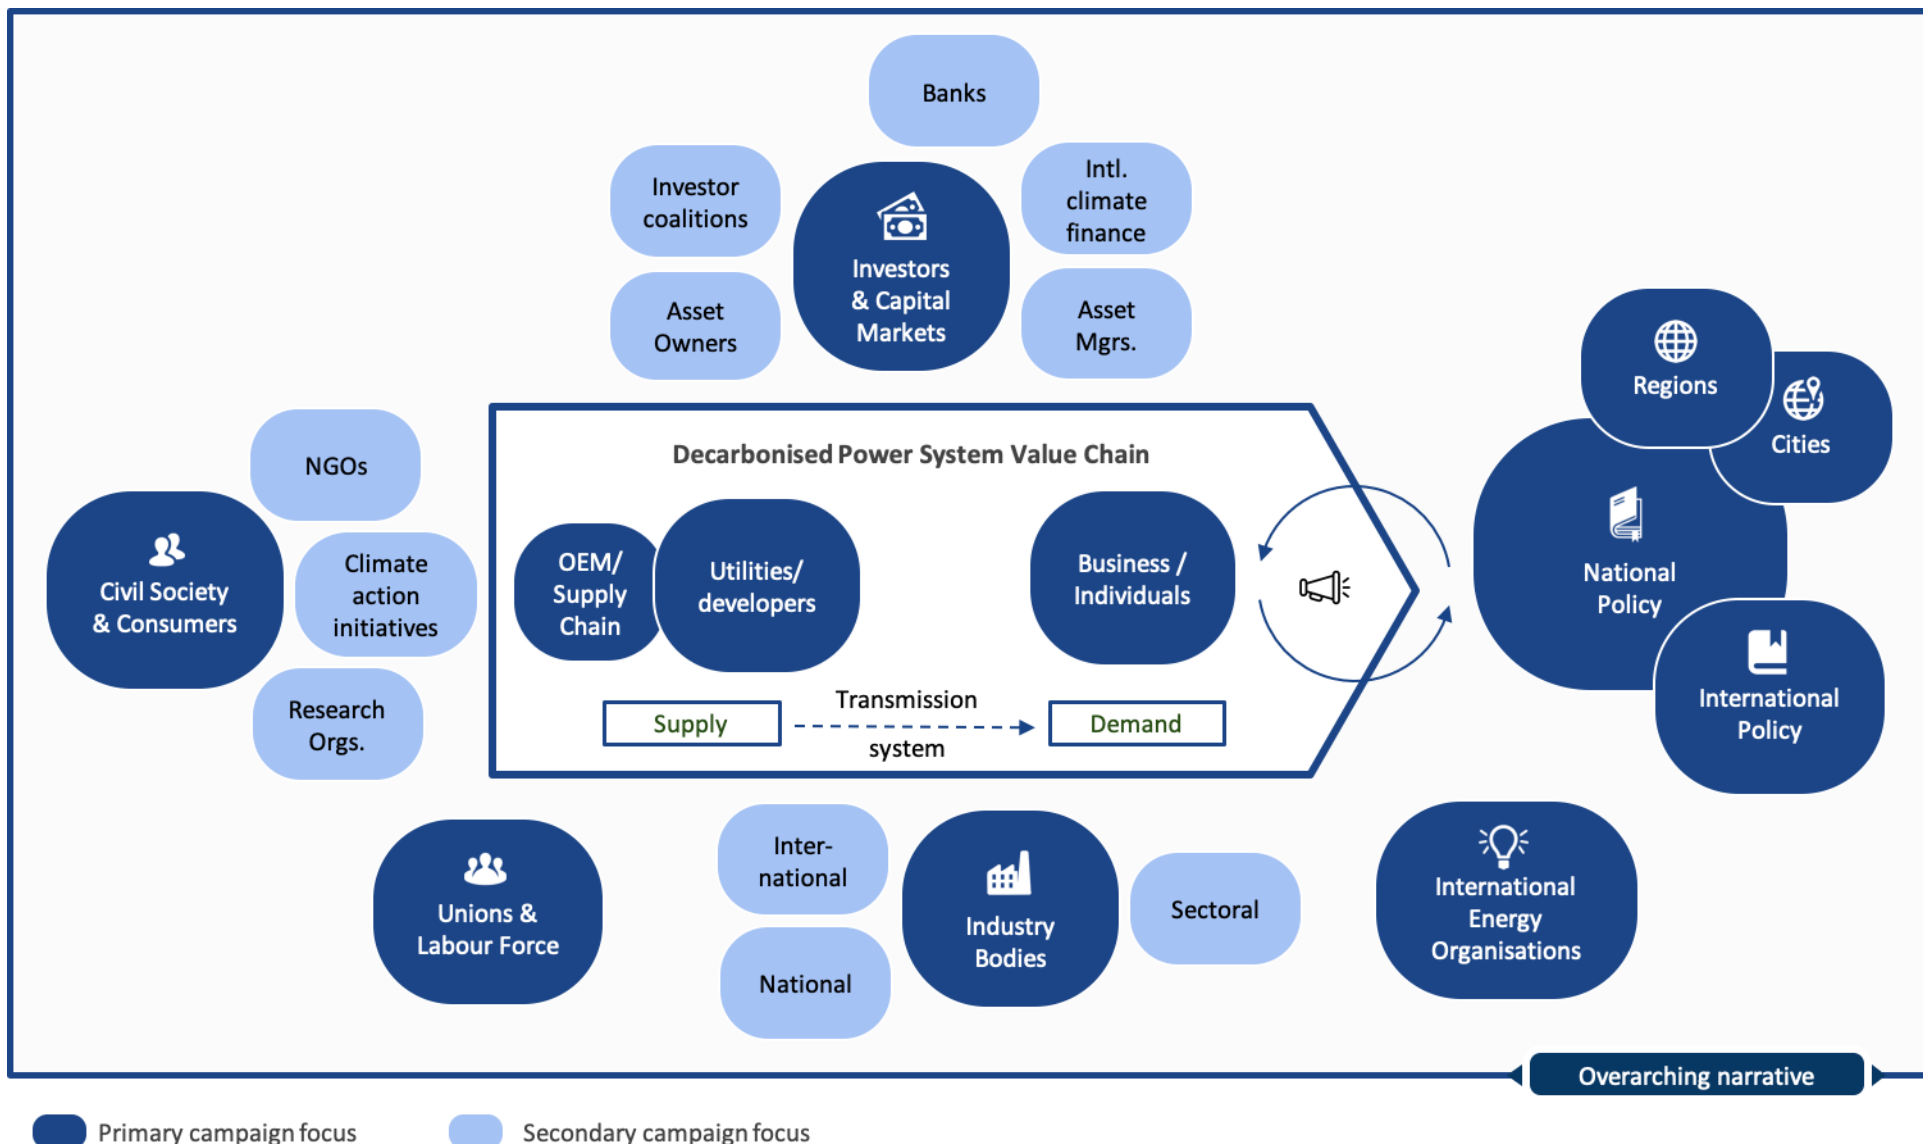 Banks
Investor
coalitions
Intl.
climate
finance
Investors
& Capital
Markets
Asset
Owners
Asset
Mgrs.
Regions
Cities
National
Policy
International
Policy
NGOs
Civil Society
& Consumers
Climate
action
initiatives
Research
Orgs.
Decarbonised Power System Value Chain
OEM/
Supply
Chain
Utilities/
developers
Business /
Individuals
Supply
Transmission
system
Demand
Unions &
Labour Force
Inter-
national
National
Industry
Bodies
Sectoral
International
Energy
Organisations
Overarching narrative
Primary campaign focus
Secondary campaign focus